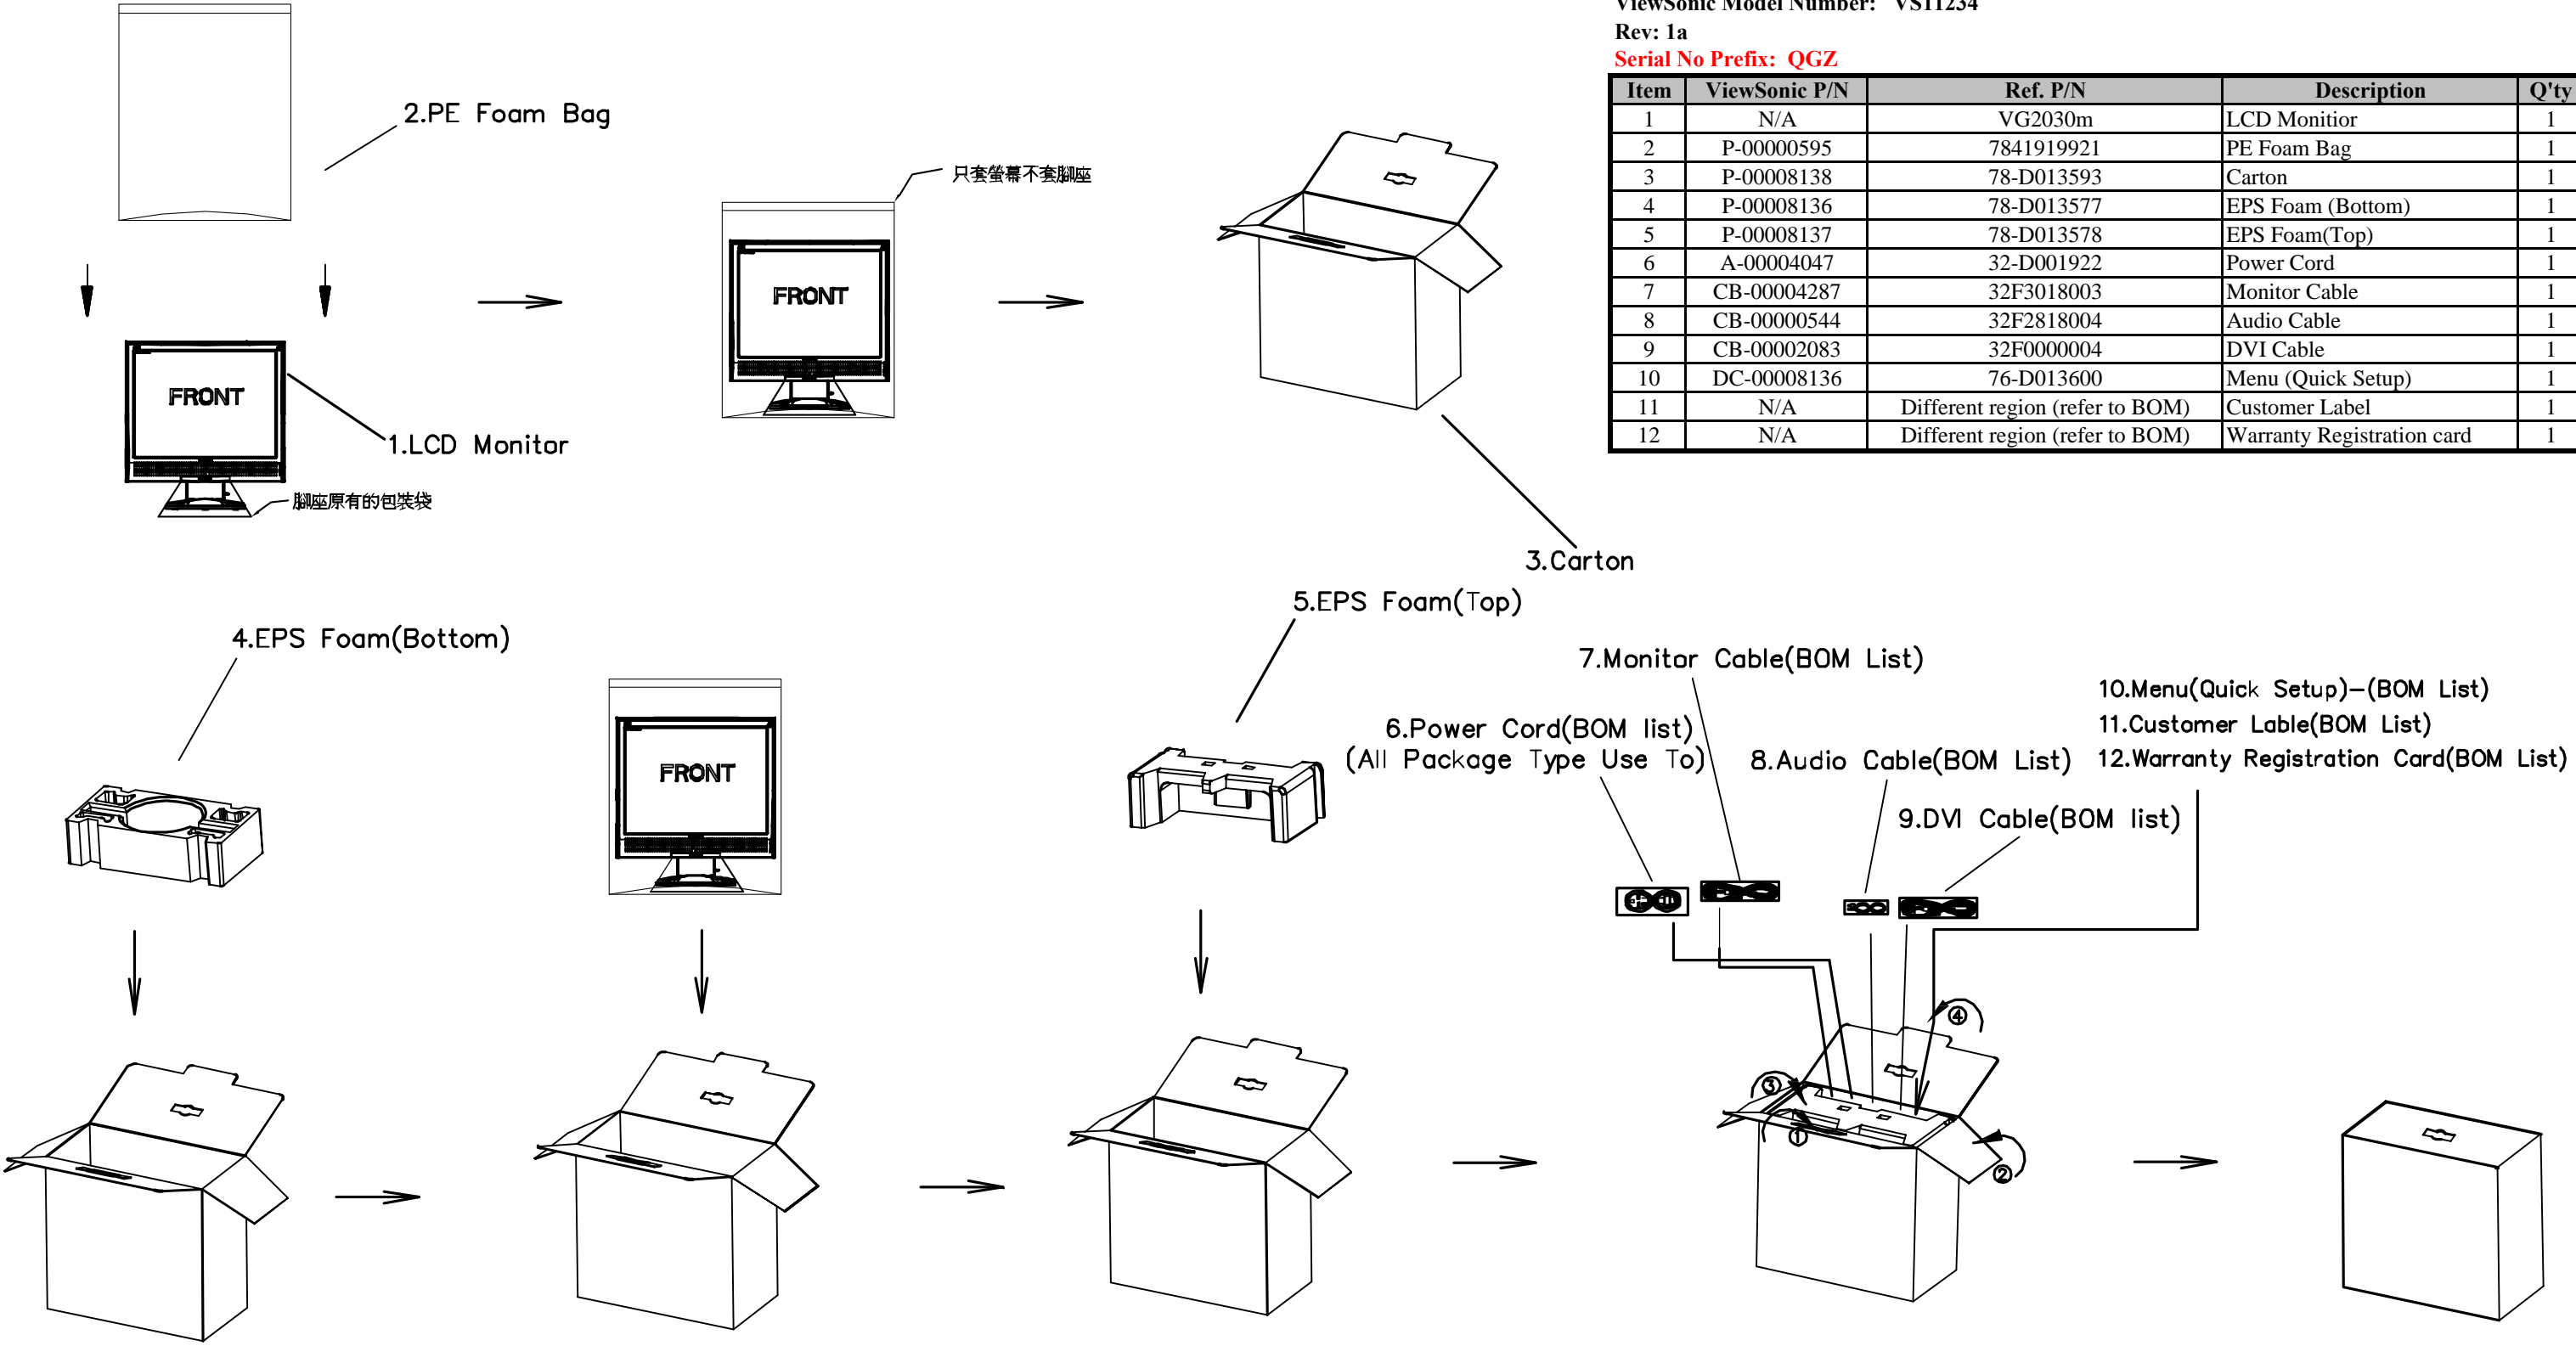 ViewSonic Model Number: VS11234
Rev: 1a
Serial No Prefix: QGZ
Item ViewSonic P/N Ref. P/N Description Q'ty
1 N/A VG2030m LCD Monitior 1
2 P-00000595 7841919921 PE Foam Bag 1
3 P-00008138 78-D013593 Carton 1
4 P-00008136 78-D013577 EPS Foam (Bottom) 1
5 P-00008137 78-D013578 EPS Foam(Top) 1
6 A-00004047 32-D001922 Power Cord 1
7 CB-00004287 32F3018003 Monitor Cable 1
8 CB-00000544 32F2818004 Audio Cable 1
9 CB-00002083 32F0000004 DVI Cable 1
10 DC-00008136 76-D013600 Menu (Quick Setup) 1
11 N/A Different region (refer to BOM) Customer Label 1
12 N/A Different region (refer to BOM) Warranty Registration card 1
2.PE Foam Bag
只套螢幕不套腳座
FRONT
FRONT
1.LCD Monitor
腳座原有的包裝袋
3.Carton
5.EPS Foam(Top)
4.EPS Foam(Bottom)
7.Monitor Cable(BOM List)
10.Menu(Quick Setup)-(BOM List)
6.Power Cord(BOM list)
11.Customer Lable(BOM List)
(All Package Type Use To)
8.Audio Cable(BOM List)
12.Warranty Registration Card(BOM List)
FRONT
9.DVI Cable(BOM list)
④
③
①
②